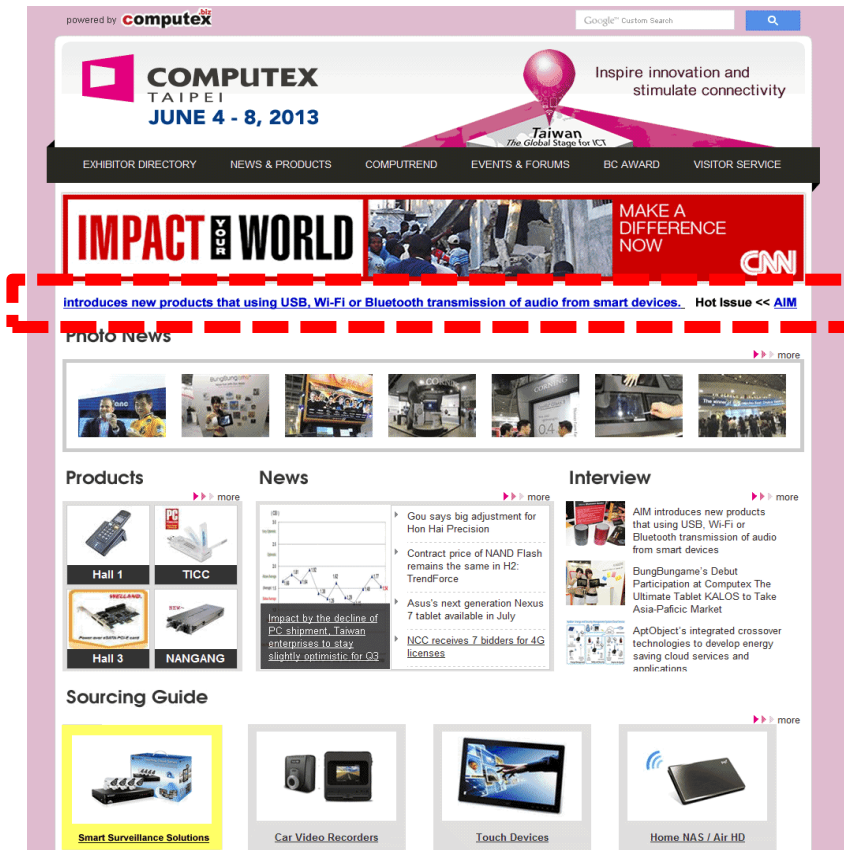 powered by computex.biz
Google™ Custom Search
COMPUTEX
TAIPEI
JUNE 4 - 8, 2013
Inspire innovation and
stimulate connectivity
Taiwan
The Global Stage for ICT
EXHIBITOR DIRECTORY NEWS & PRODUCTS COMPUTREND EVENTS & FORUMS BC AWARD VISITOR SERVICE
IMPACT YOUR WORLD
MAKE A
DIFFERENCE
NOW
CNN
introduces new products that using USB, Wi-Fi or Bluetooth transmission of audio from smart devices. Hot Issue << AIM
Photo News
more
CORNING
CORNING
Products
more
PC
Hall 1
TICC
WELLAND
Hall 3
NANGANG
News
more
Impact by the decline of
PC shipment, Taiwan
enterprises to stay
slightly optimistic for Q3
Gou says big adjustment for
Hon Hai Precision
Contract price of NAND Flash
remains the same in H2:
TrendForce
Asus's next generation Nexus
7 tablet available in July
NCC receives 7 bidders for 4G
licenses
Interview
more
AIM introduces new products
that using USB, Wi-Fi or
Bluetooth transmission of audio
from smart devices
BungBungame's Debut
Participation at Computex The
Ultimate Tablet KALOS to Take
Asia-Paficic Market
AptObject's integrated crossover
technologies to develop energy
saving cloud services and
applications
Sourcing Guide
more
Smart Surveillance Solutions
Car Video Recorders
Touch Devices
Home NAS / Air HD